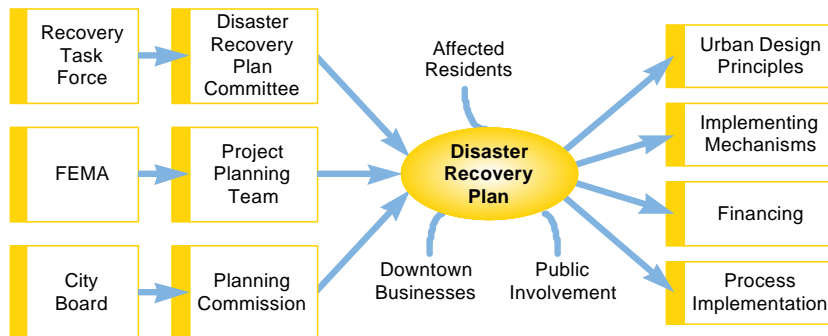 Recovery
Task
Force
Disaster
Recovery
Plan
Committee
Affected
Residents
Urban Design
Principles
FEMA
Project
Planning
Team
Disaster
Recovery
Plan
Implementing
Mechanisms
Financing
City
Board
Planning
Commission
Downtown
Businesses
Public
Involvement
Process
Implementation